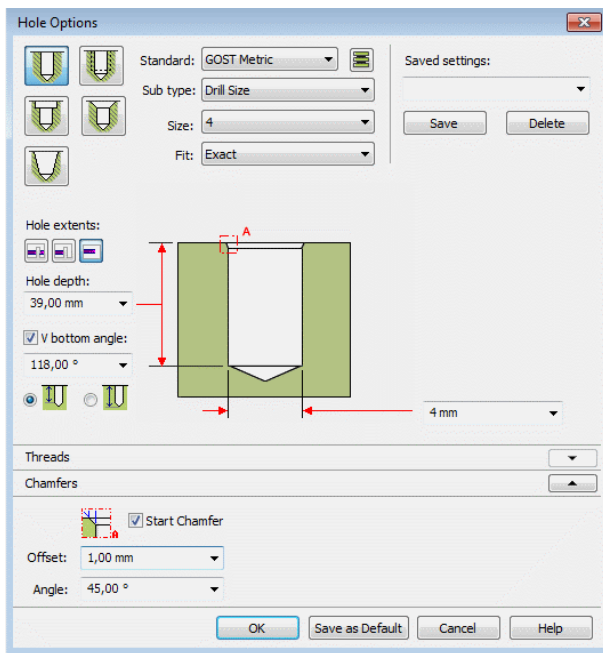 Hole Options
Standard: GOST Metric
Sub type: Drill Size
Size: 4
Fit: Exact
Saved settings:
Save Delete
Hole extents:
Hole depth:
39,00 mm
V bottom angle:
118,00 °
A
4 mm
Threads
Chamfers
A
Start Chamfer
Offset: 1,00 mm
Angle: 45,00 °
OK Save as Default Cancel Help